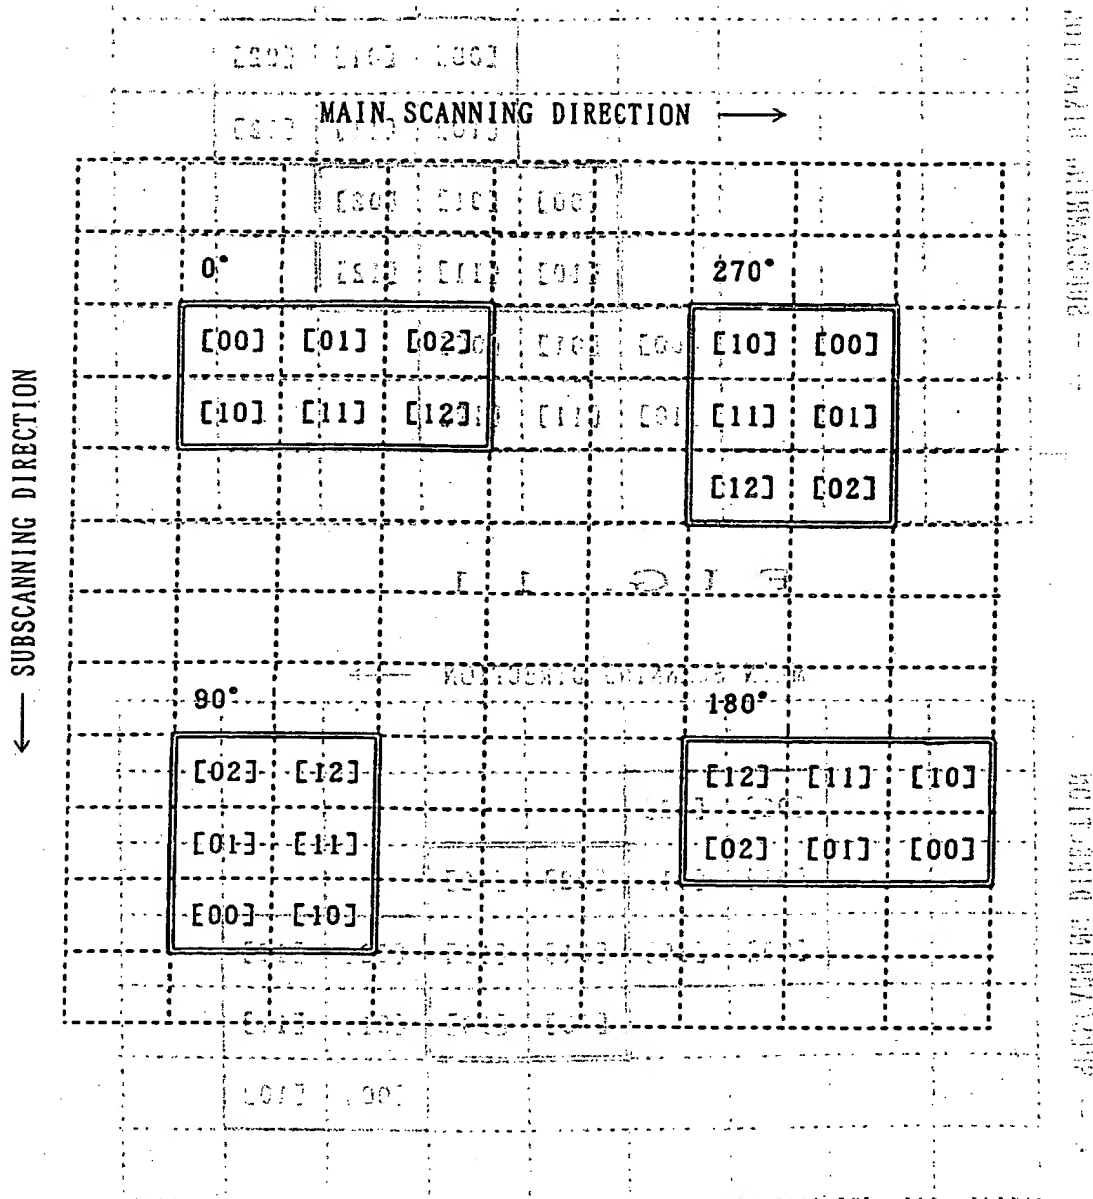 MAIN SCANNING DIRECTION →
SUBSCANNING DIRECTION →
0°
[00] [01] [02]
[10] [11] [12]
270°
[10] [00]
[11] [01]
[12] [02]
90°
[02] [12]
[01] [11]
[00] [10]
180°
[12] [11] [10]
[02] [01] [00]